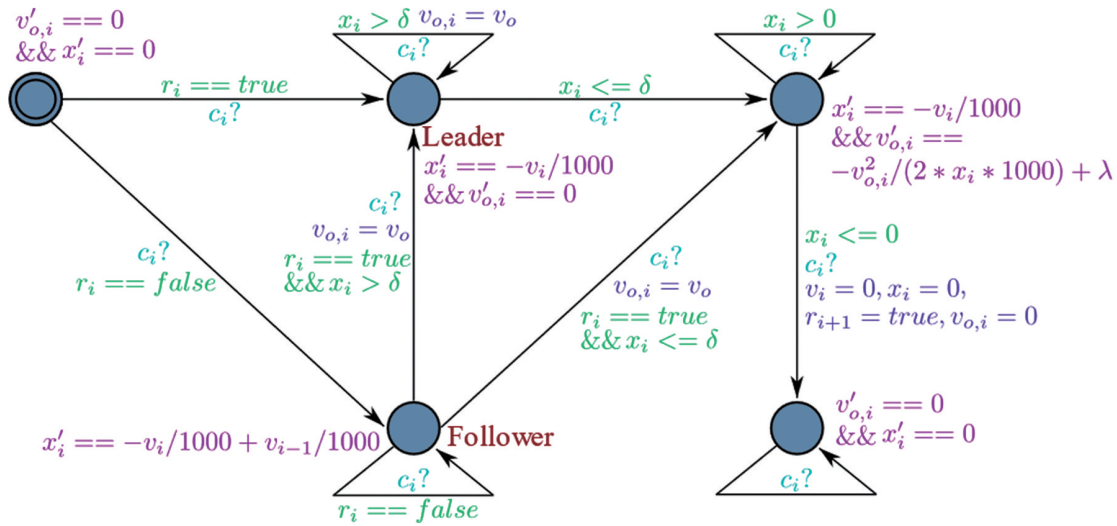 v′o,i == 0
&& x′i == 0
ri == true
ci?
xi > δ vo,i = vo
ci?
xi <= δ
ci?
xi > 0
ci?
Leader
x′i == −vi/1000
&& v′o,i == 0
x′i == −vi/1000
&& v′o,i ==
−v²o,i/(2 * xi * 1000) + λ
ci?
ri == false
ci?
vo,i = vo
ri == true
&& xi > δ
ci?
vo,i = vo
ri == true
&& xi <= δ
xi <= 0
ci?
vi = 0, xi = 0,
ri+1 = true, vo,i = 0
x′i == −vi/1000 + vi−1/1000
Follower
ci?
ri == false
v′o,i == 0
&& x′i == 0
ci?